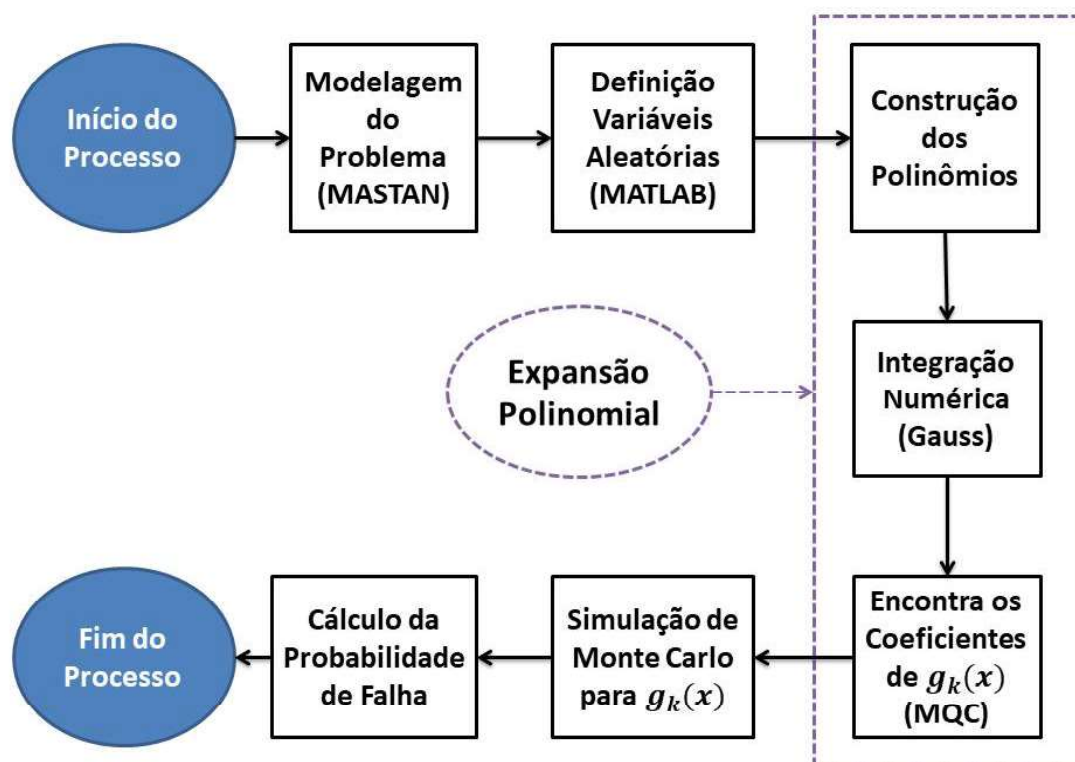 Início do
Processo
Modelagem
do
Problema
(MASTAN)
Definição
Variáveis
Aleatórias
(MATLAB)
Construção
dos
Polinômios
Integração
Numérica
(Gauss)
Expansão
Polinomial
Encontra os
Coeficientes
de g_k(x)
(MQC)
Simulação de
Monte Carlo
para g_k(x)
Cálculo da
Probabilidade
de Falha
Fim do
Processo